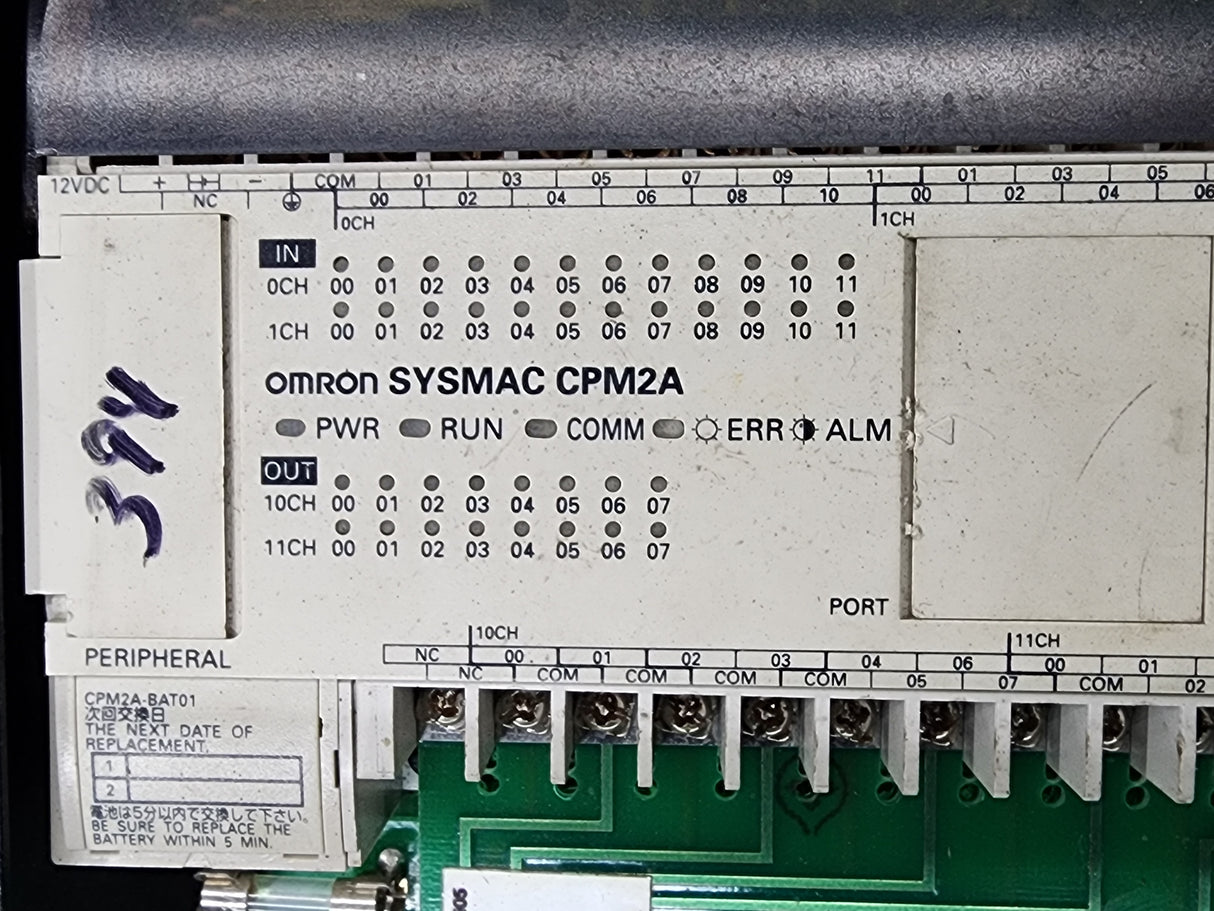 12VDC + - COM 01 03 05 07 09 11 01 03 05
NC 00 02 04 06 08 10 00 02 04 06
0CH 1CH
IN
0CH 00 01 02 03 04 05 06 07 08 09 10 11
1CH 00 01 02 03 04 05 06 07 08 09 10 11
omron SYSMAC CPM2A
PWR RUN COMM ERR ALM
OUT
10CH 00 01 02 03 04 05 06 07
11CH 00 01 02 03 04 05 06 07
394
PORT
PERIPHERAL
10CH 11CH
NC 00 01 02 03 04 06 00 01
NC COM COM COM COM 05 07 COM 02
CPM2A-BAT01
次回交換日
THE NEXT DATE OF
REPLACEMENT.
1
2
電池は5分以内で交換して下さい。
BE SURE TO REPLACE THE
BATTERY WITHIN 5 MIN.